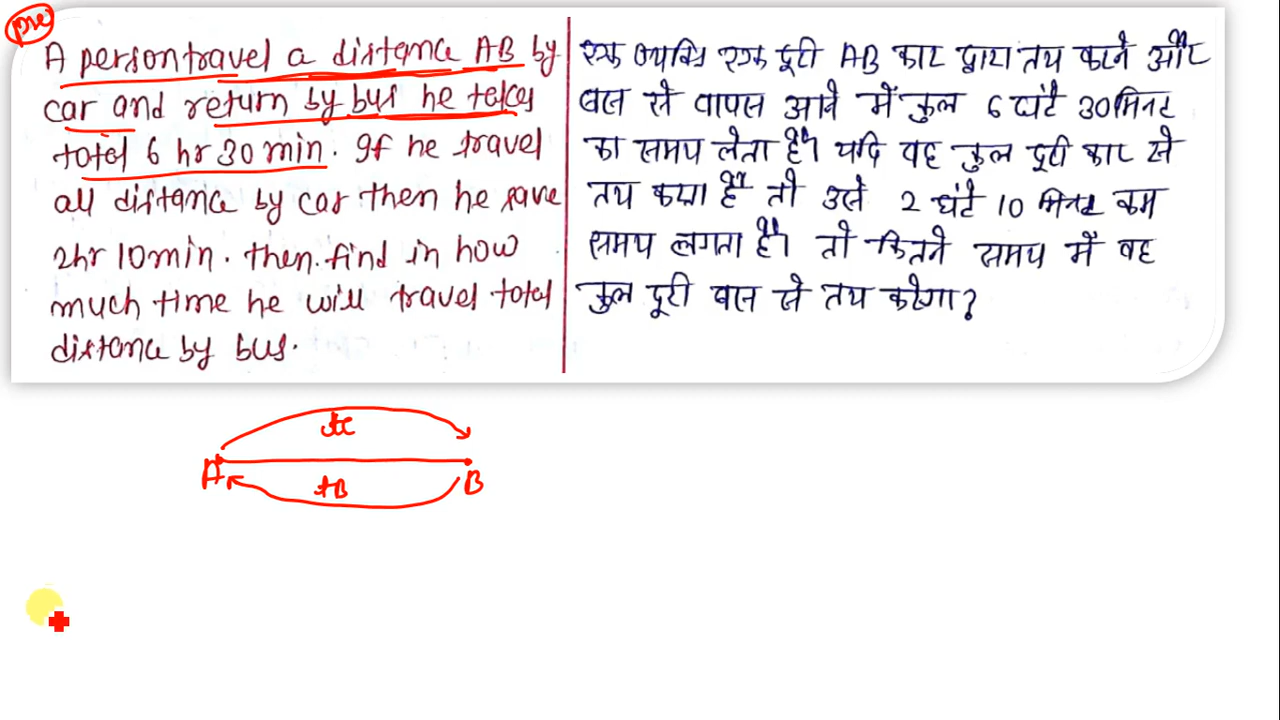 pre
A person travel a distance AB by
car and return by bus he takes
total 6 hr 30 min. If he travel
all distance by car then he save
2hr 10min. then find in how
much time he will travel total
distance by bus.
एक व्यक्ति एक दूरी AB कार द्वारा तय करने और
बस से वापस आने में कुल 6 घंटे 30 मिनट
का समय लेता है। यदि वह कुल दूरी कार से
तय करता है तो उसे 2 घंटे 10 मिनट कम
समय लगता है। तो कितने समय में वह
कुल दूरी बस से तय करेगा?
tc
A
tB
B